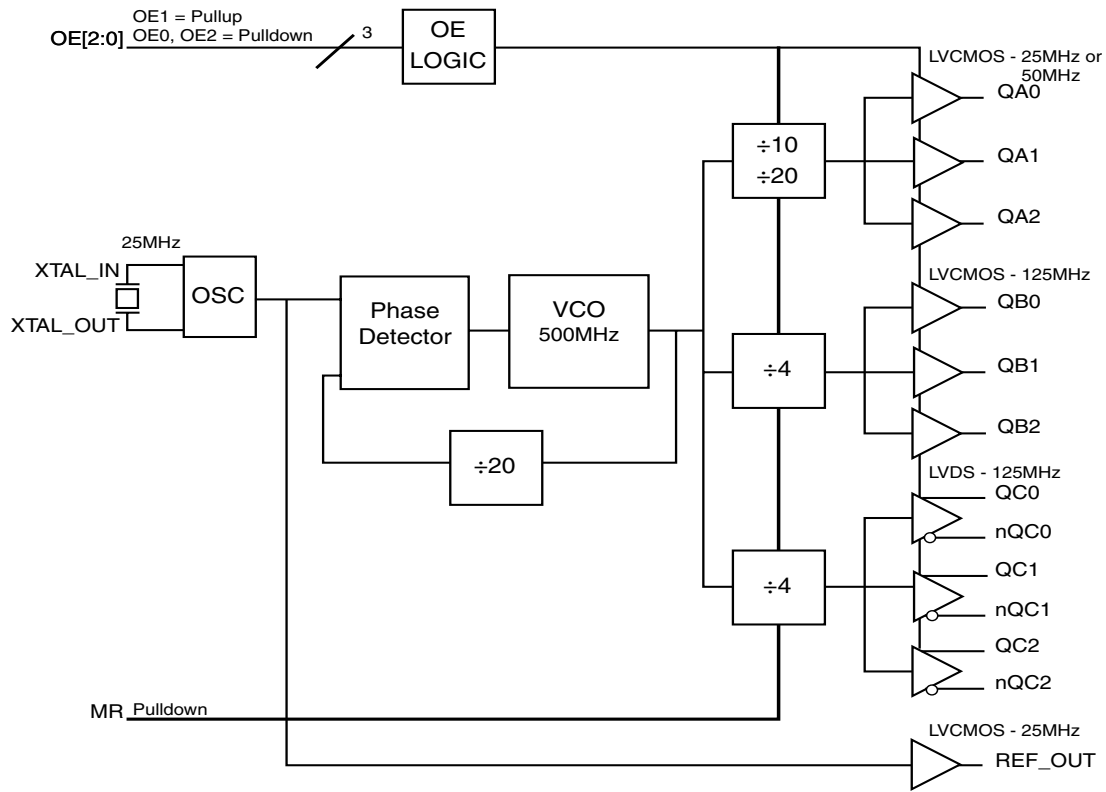 OE1 = Pullup
OE[2:0] OE0, OE2 = Pulldown
3
OE
LOGIC
LVCMOS - 25MHz or
50MHz
QA0
÷10
÷20
QA1
QA2
25MHz
XTAL_IN
XTAL_OUT
OSC
Phase
Detector
VCO
500MHz
÷20
LVCMOS - 125MHz
QB0
÷4
QB1
QB2
LVDS - 125MHz
QC0
nQC0
÷4
QC1
nQC1
QC2
nQC2
MR Pulldown
LVCMOS - 25MHz
REF_OUT